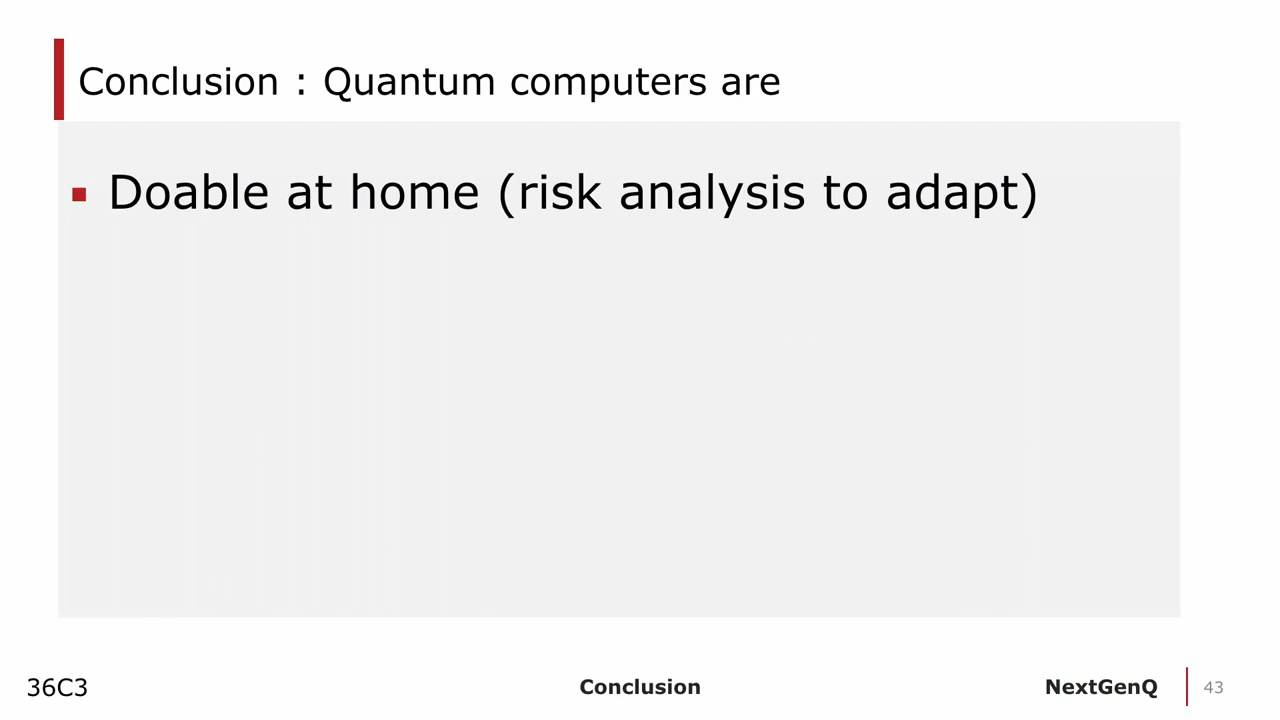 Conclusion : Quantum computers are
▪ Doable at home (risk analysis to adapt)
36C3
Conclusion
NextGenQ
43